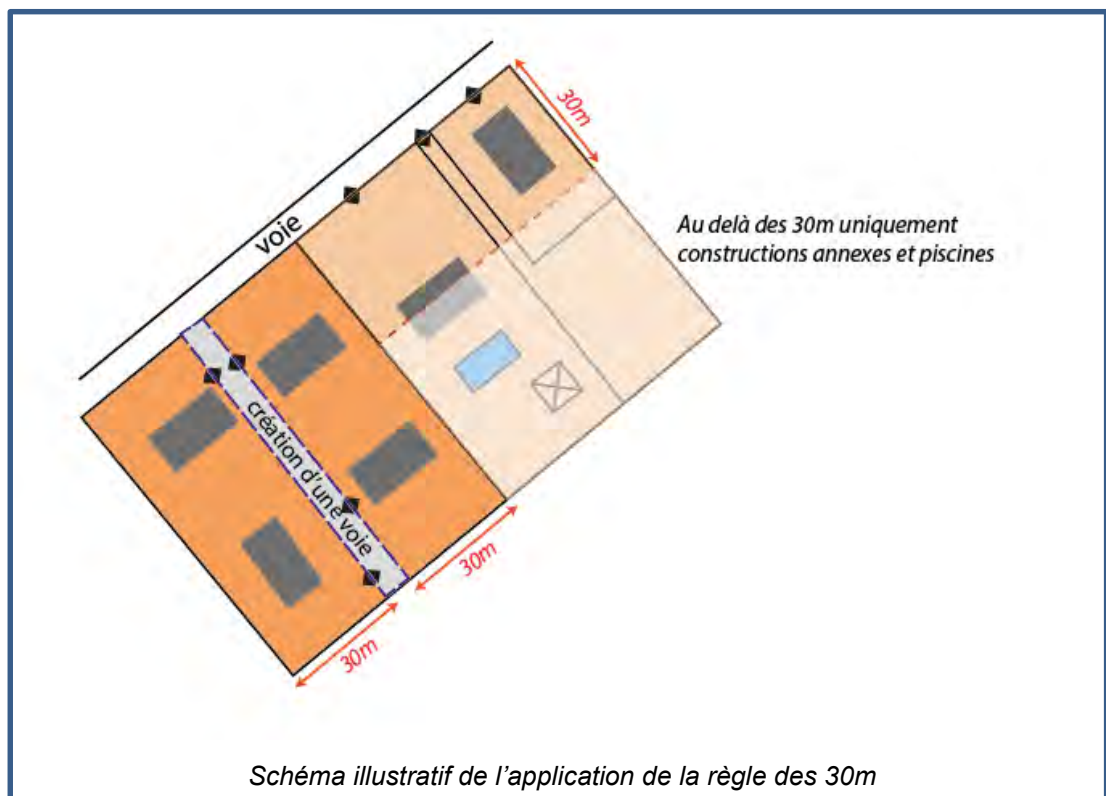 30m
voie
Au delà des 30m uniquement
constructions annexes et piscines
création d'une voie
30m
30m
Schéma illustratif de l'application de la règle des 30m